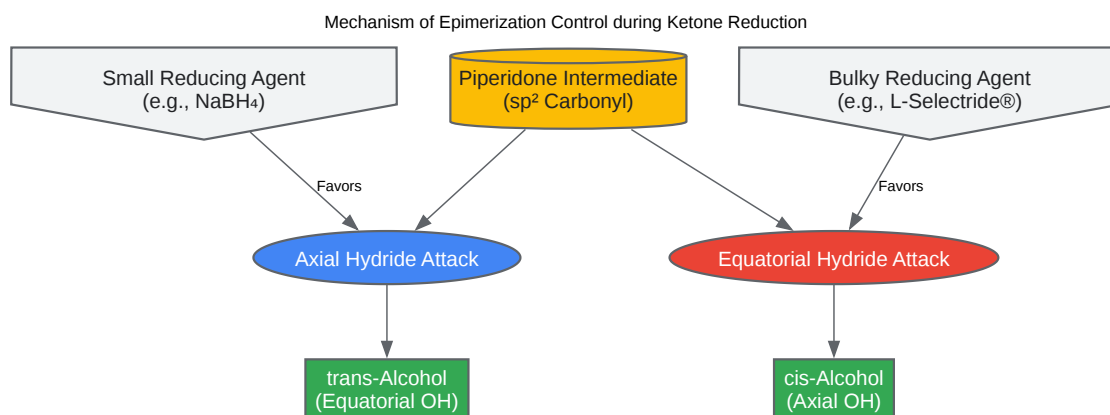 Mechanism of Epimerization Control during Ketone Reduction
Small Reducing Agent
(e.g., NaBH₄)
Piperidone Intermediate
(sp² Carbonyl)
Bulky Reducing Agent
(e.g., L-Selectride®)
Favors
Favors
Axial Hydride Attack
Equatorial Hydride Attack
trans-Alcohol
(Equatorial OH)
cis-Alcohol
(Axial OH)